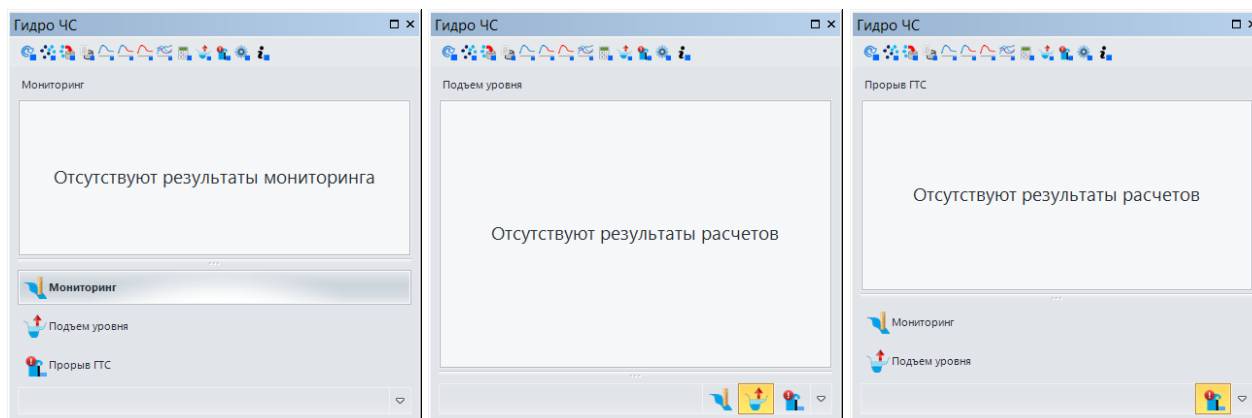 Гидро ЧС
Мониторинг
Отсутствуют результаты мониторинга
Мониторинг
Подъем уровня
Прорыв ГТС
Гидро ЧС
Подъем уровня
Отсутствуют результаты расчетов
Гидро ЧС
Прорыв ГТС
Отсутствуют результаты расчетов
Мониторинг
Подъем уровня